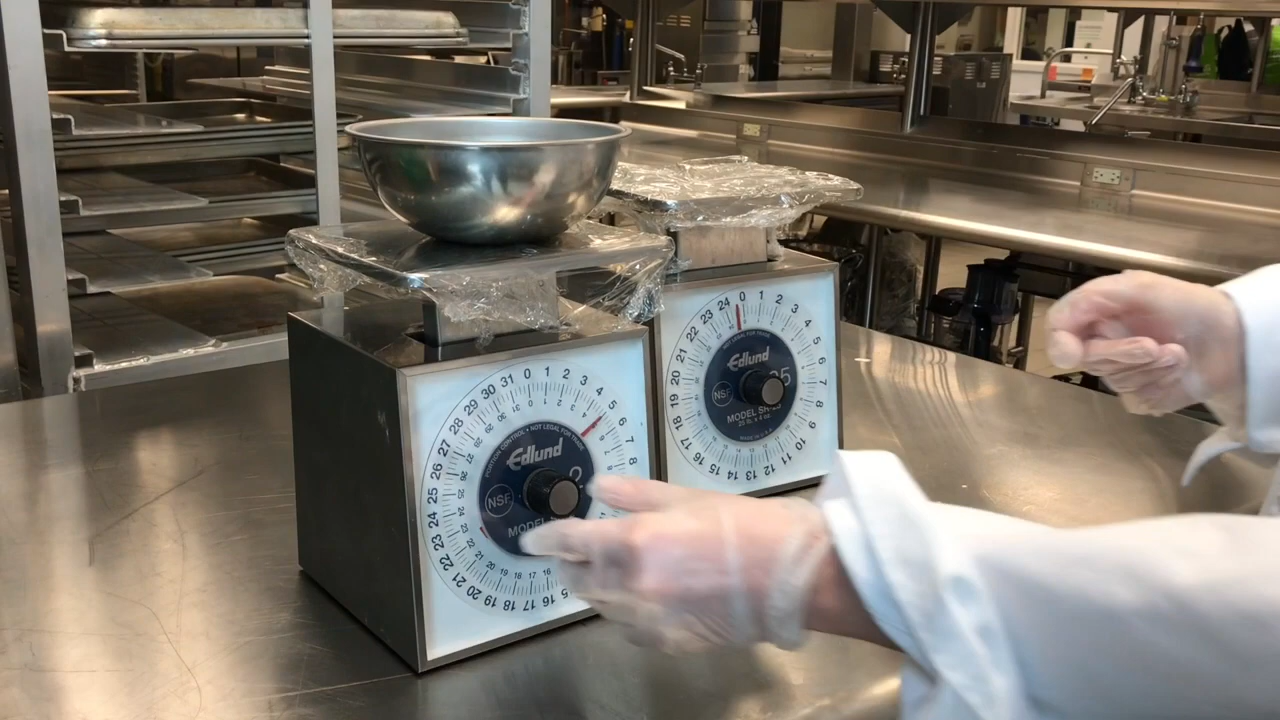 0 1 2 3 4 5 6 7 8
15 16 17 18 19 20 21 22 23 24 25 26 27 28 29 30 31
PORTION CONTROL • NOT LEGAL FOR TRADE
Edlund
NSF
MODEL
0 1 2 3 4 5 6 7 8 9 10 11 12 13 14 15 16 17 18 19 20 21 22 23 24
NOT LEGAL FOR TRADE
Edlund
NSF
MODEL
25 lb. x
MADE IN U.S.A.